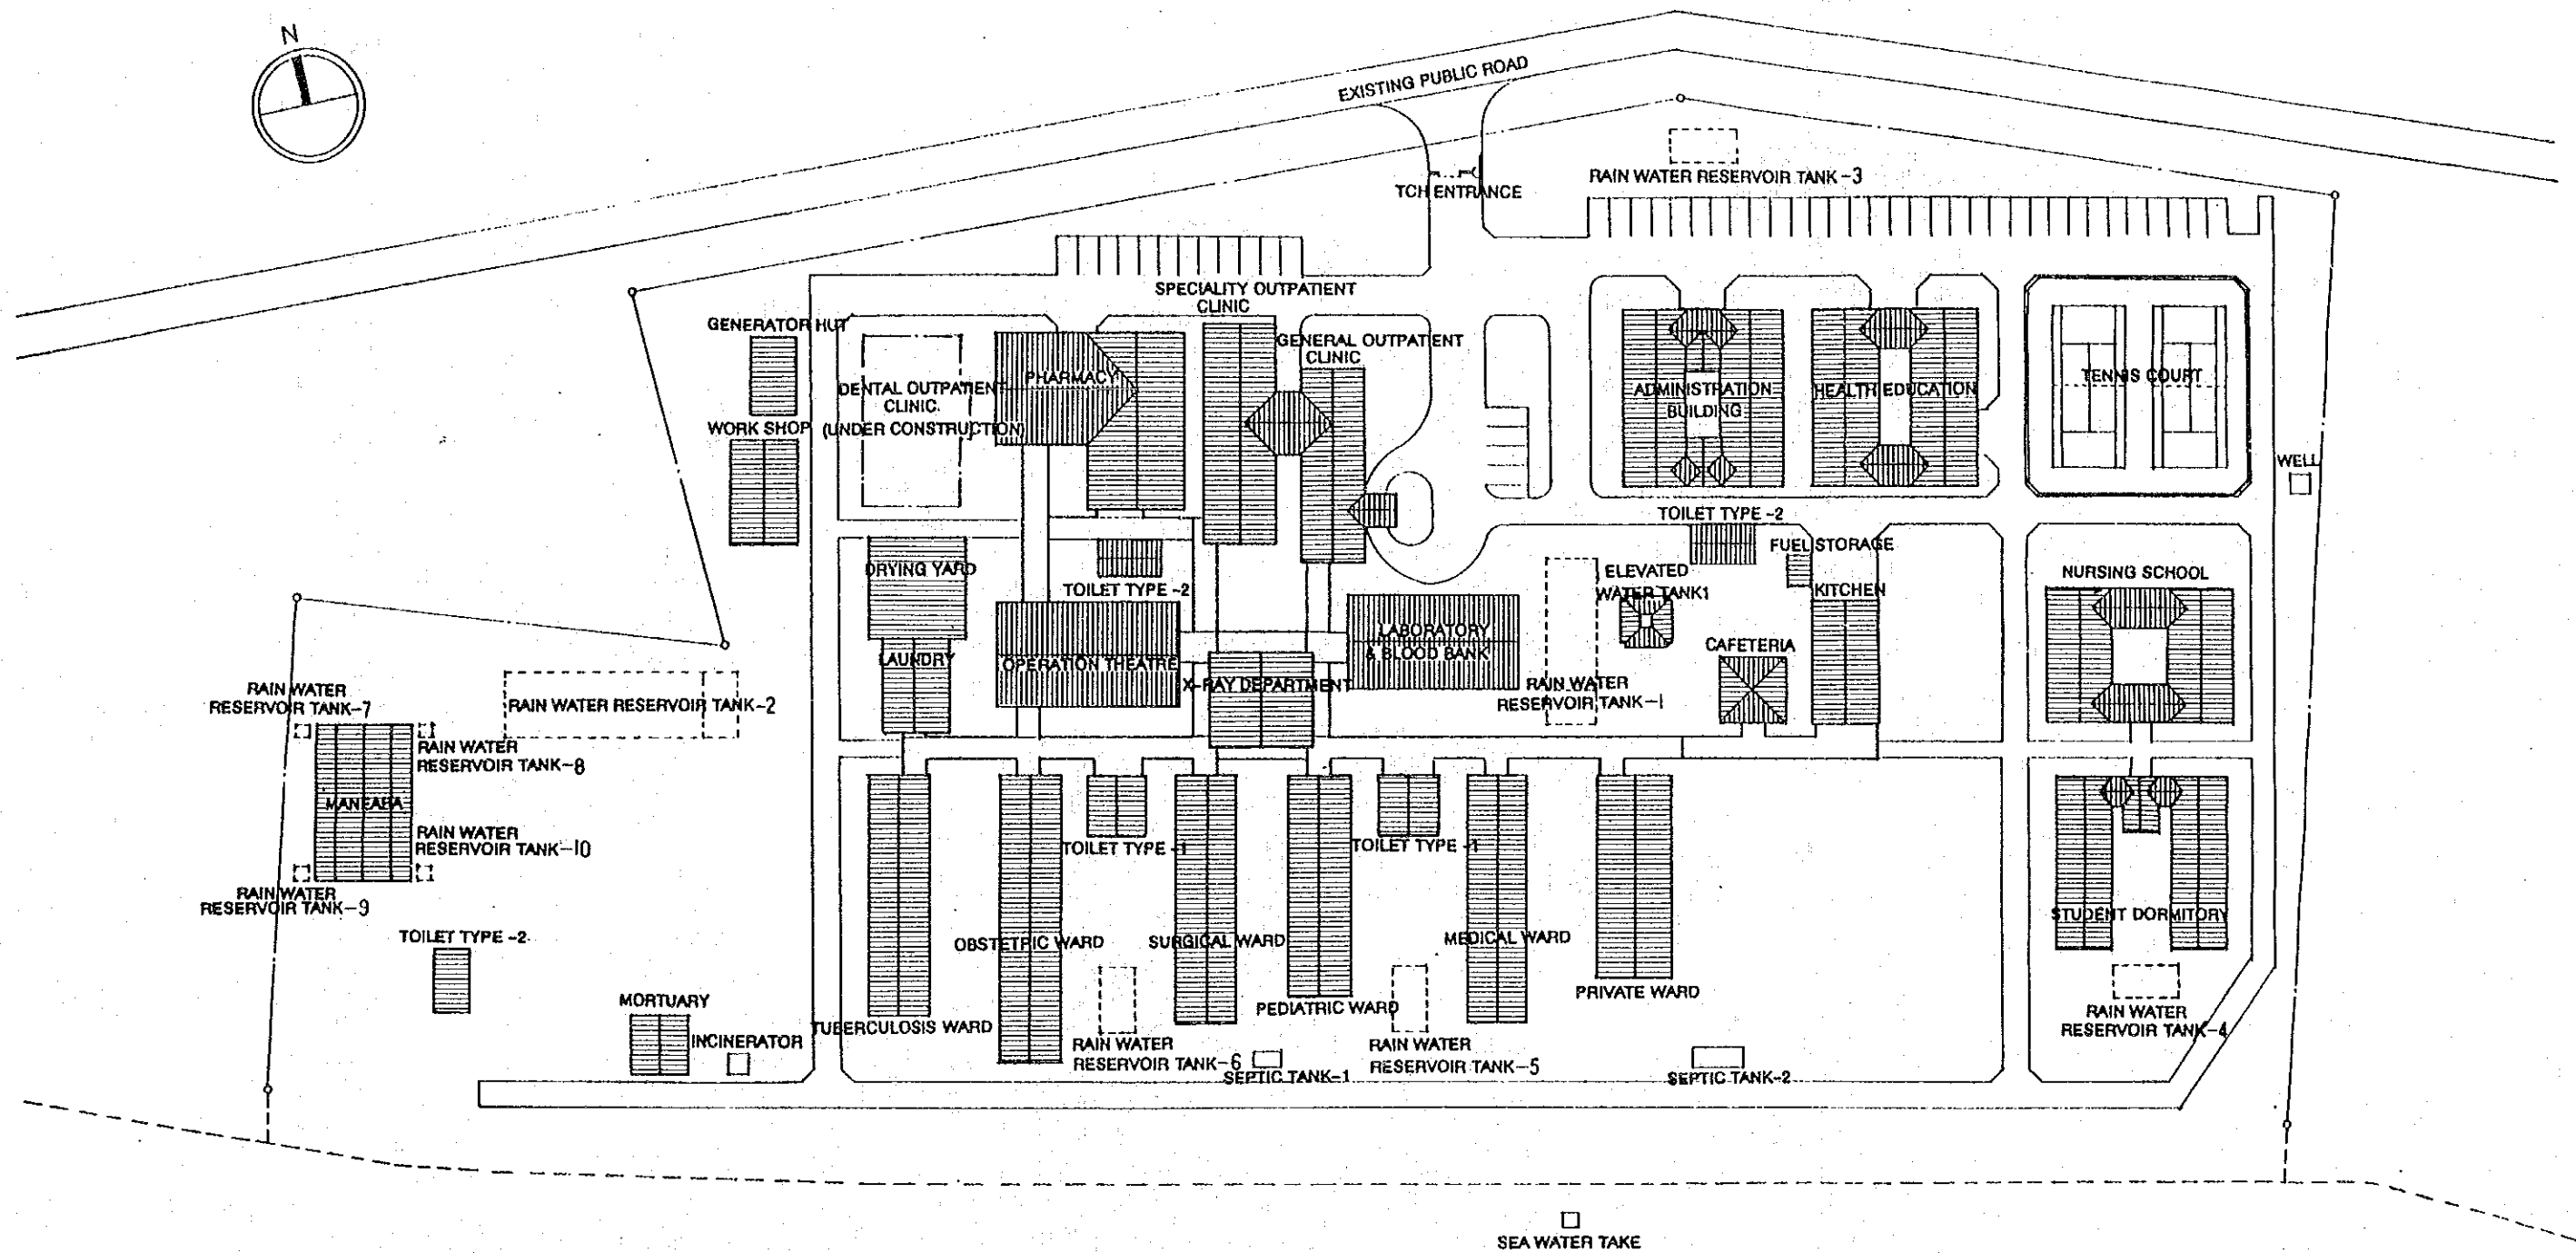 N
EXISTING PUBLIC ROAD
TCH ENTRANCE
RAIN WATER RESERVOIR TANK-3
SPECIALITY OUTPATIENT
CLINIC
GENERATOR HUT
GENERAL OUTPATIENT
CLINIC
PHARMACY
DENTAL OUTPATIENT
CLINIC.
(UNDER CONSTRUCTION)
WORK SHOP
ADMINISTRATION
BUILDING
HEALTH EDUCATION
TENNIS COURT
WELL
TOILET TYPE -2
FUEL STORAGE
DRYING YARD
TOILET TYPE -2
ELEVATED
WATER TANK1
KITCHEN
NURSING SCHOOL
LAUNDRY
OPERATION THEATRE
LABORATORY
& BLOOD BANK
CAFETERIA
X-RAY DEPARTMENT
RAIN WATER
RESERVOIR TANK-1
RAIN WATER
RESERVOIR TANK-7
RAIN WATER RESERVOIR TANK-2
RAIN WATER
RESERVOIR TANK-8
MANEABA
RAIN WATER
RESERVOIR TANK-10
RAIN WATER
RESERVOIR TANK-9
TOILET TYPE -1
TOILET TYPE -1
TOILET TYPE -2
OBSTETRIC WARD
SURGICAL WARD
MEDICAL WARD
STUDENT DORMITORY
MORTUARY
INCINERATOR
TUBERCULOSIS WARD
PEDIATRIC WARD
PRIVATE WARD
RAIN WATER
RESERVOIR TANK-6
SEPTIC TANK-1
RAIN WATER
RESERVOIR TANK-5
SEPTIC TANK-2
RAIN WATER
RESERVOIR TANK-4
SEA WATER TAKE